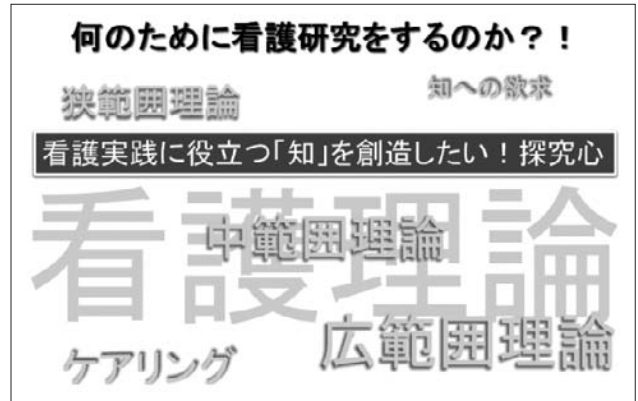 何のために看護研究をするのか？！
知への欲求
狭範囲理論
看護実践に役立つ「知」を創造したい！探究心
看護理論
中範囲理論
広範囲理論
ケアリング